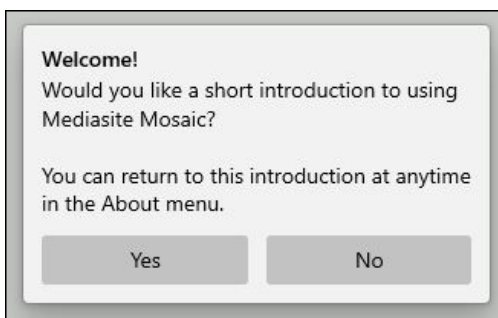 Welcome!
Would you like a short introduction to using
Mediasite Mosaic?
You can return to this introduction at anytime
in the About menu.
Yes
No